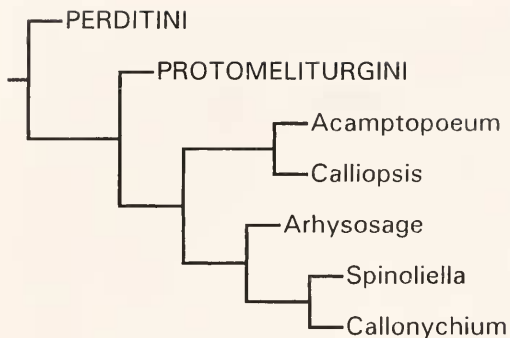 PERDITINI
PROTOMELITURGINI
Acamptopoeum
Calliopsis
Arhysosage
Spinoliella
Callonychium